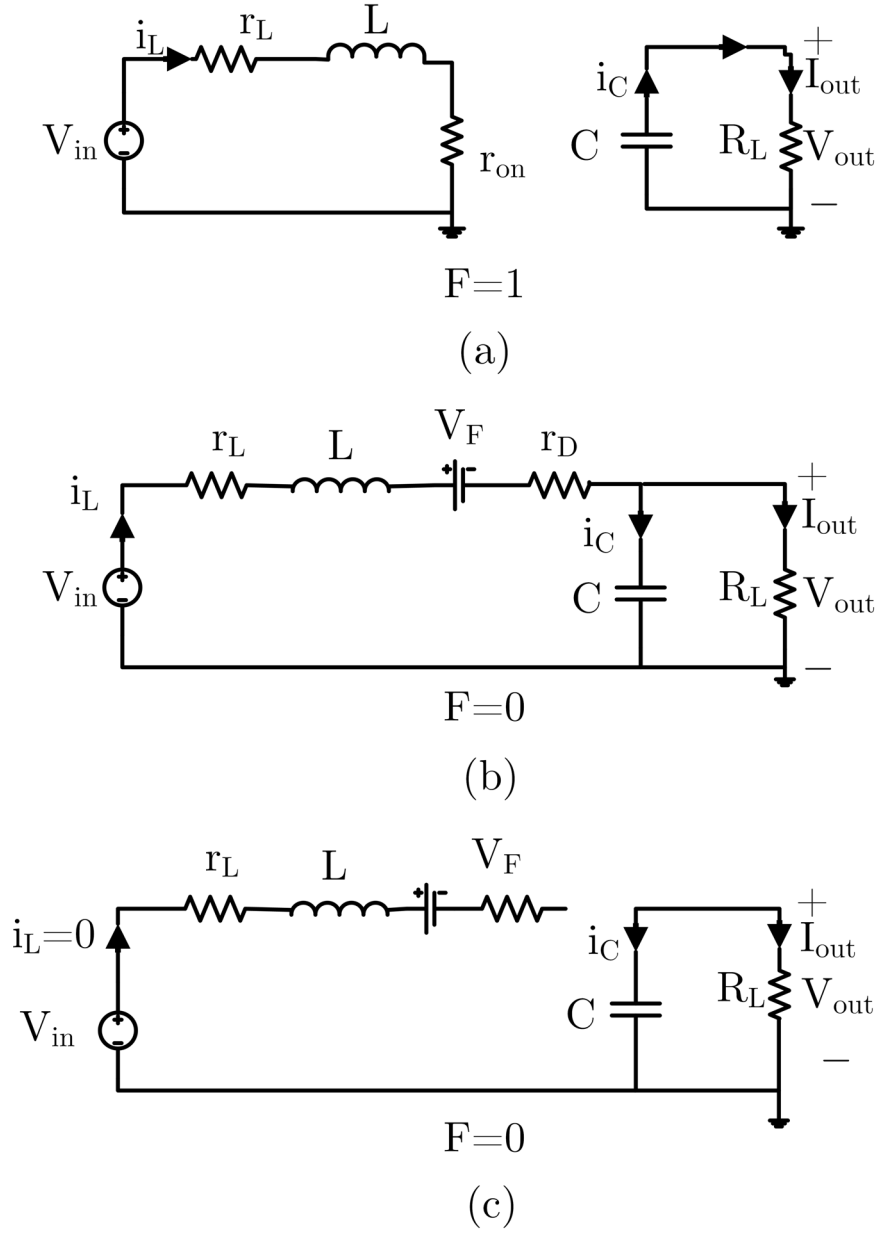 i_L r_L L
V_in r_on
i_C + I_out
C R_L V_out
−
F=1
(a)
i_L r_L L V_F r_D
V_in i_C + I_out
C R_L V_out
−
F=0
(b)
i_L=0 r_L L V_F
V_in i_C + I_out
C R_L V_out
−
F=0
(c)